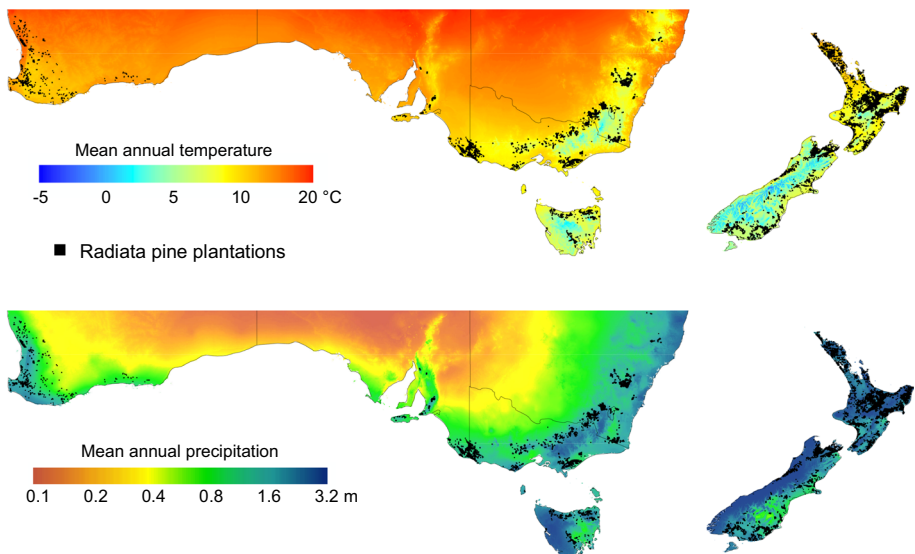 Mean annual temperature
-5 0 5 10 20 °C
Radiata pine plantations
Mean annual precipitation
0.1 0.2 0.4 0.8 1.6 3.2 m